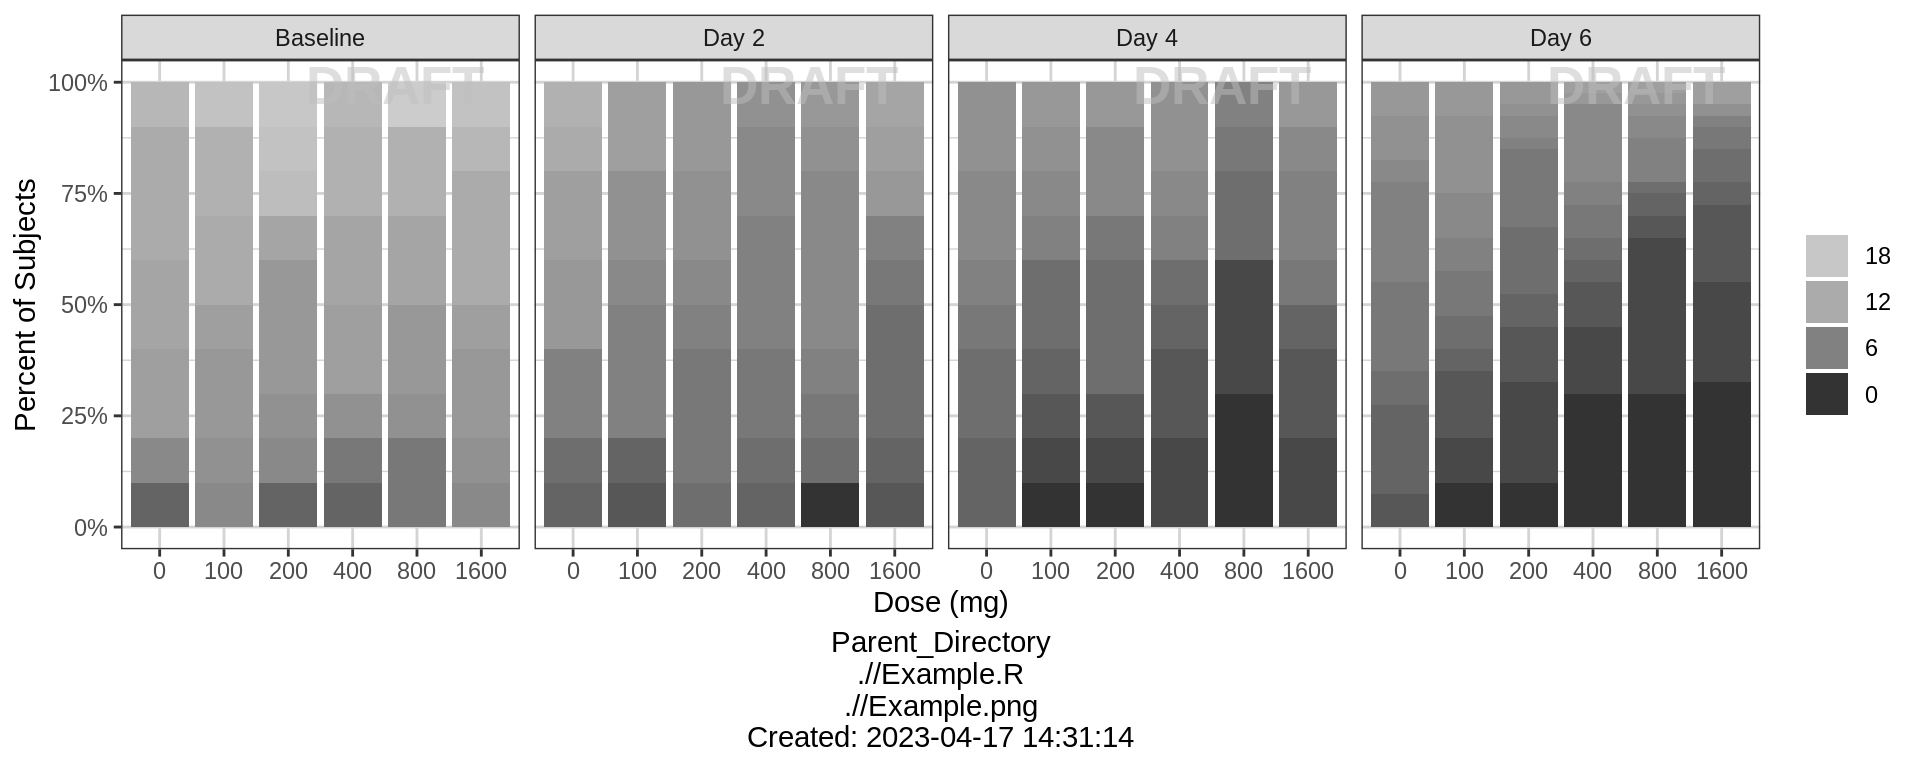 Baseline
Day 2
Day 4
Day 6
DRAFT
DRAFT
DRAFT
DRAFT
Percent of Subjects
100%
75%
50%
25%
0%
0 100 200 400 800 1600
0 100 200 400 800 1600
0 100 200 400 800 1600
0 100 200 400 800 1600
18
12
6
0
Dose (mg)
Parent_Directory
.//Example.R
.//Example.png
Created: 2023-04-17 14:31:14